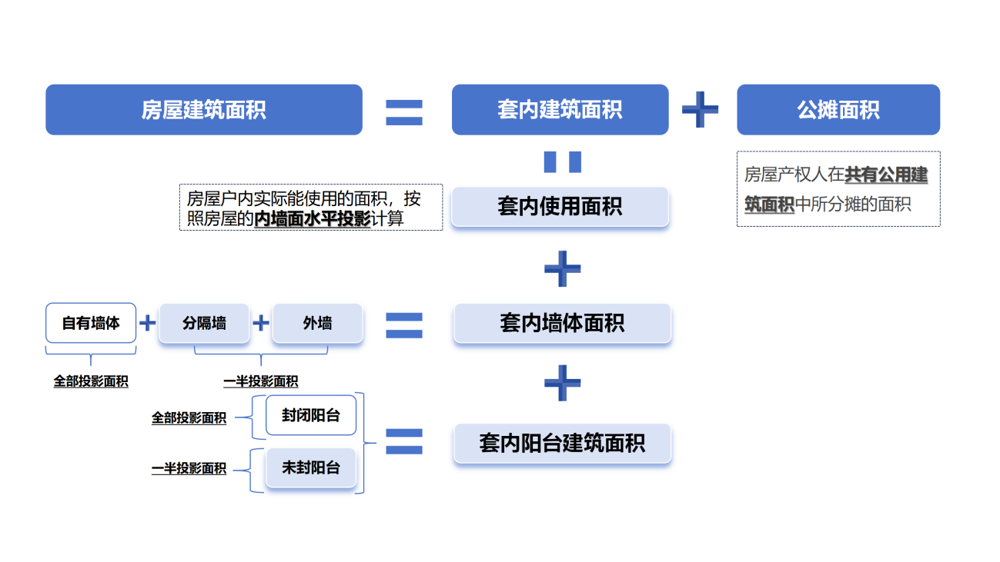 房屋建筑面积
套内建筑面积
公摊面积
房屋产权人在共有公用建
筑面积中所分摊的面积
房屋户内实际能使用的面积，按
照房屋的内墙面水平投影计算
套内使用面积
自有墙体
分隔墙
外墙
套内墙体面积
全部投影面积
一半投影面积
全部投影面积
封闭阳台
一半投影面积
未封阳台
套内阳台建筑面积